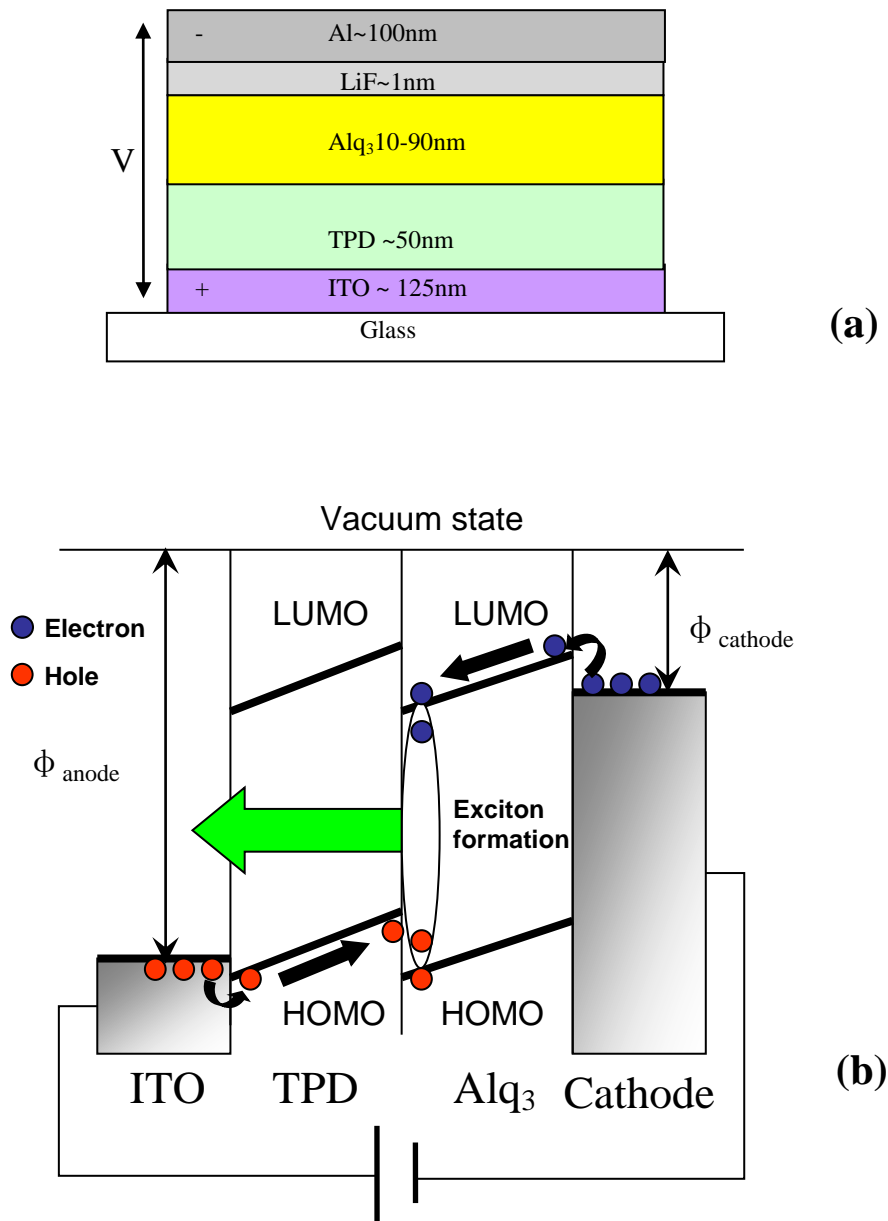 -
Al~100nm
LiF~1nm
V
Alq₃10-90nm
TPD ~50nm
+
ITO ~ 125nm
Glass
(a)
Vacuum state
LUMO
LUMO
Electron
Hole
ϕ cathode
ϕ anode
Exciton
formation
HOMO
HOMO
ITO
TPD
Alq₃
Cathode
(b)